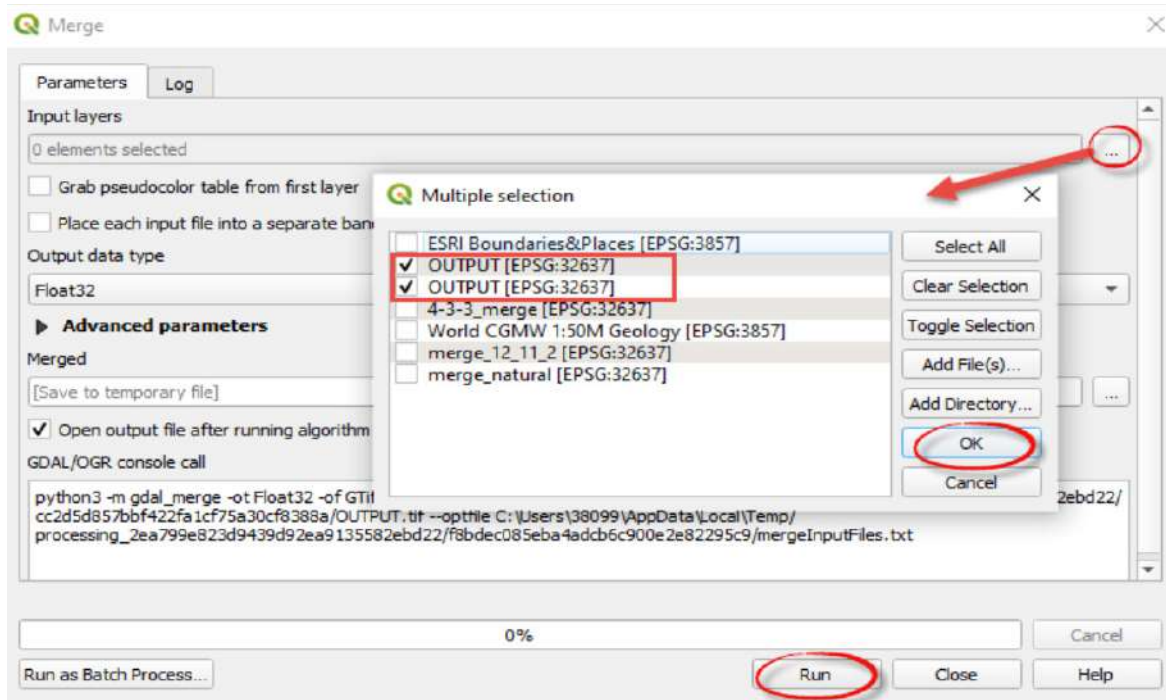 Merge
Parameters
Log
Input layers
0 elements selected
...
Grab pseudocolor table from first layer
Place each input file into a separate ban
Output data type
Float32
Advanced parameters
Merged
[Save to temporary file]
...
Open output file after running algorithm
GDAL/OGR console call
python3 -m gdal_merge -ot Float32 -of GTif
2ebd22/
cc2d5d857bbf422fa1cf75a30cf8388a/OUTPUT.tif --optfile C:\Users\38099\AppData\Local\Temp/
processing_2ea799e823d9439d92ea9135582ebd22/f8bdec085eba4adcb6c900e2e82295c9/mergeInputFiles.txt
Multiple selection
ESRI Boundaries&Places [EPSG:3857]
OUTPUT [EPSG:32637]
OUTPUT [EPSG:32637]
4-3-3_merge [EPSG:32637]
World CGMW 1:50M Geology [EPSG:3857]
merge_12_11_2 [EPSG:32637]
merge_natural [EPSG:32637]
Select All
Clear Selection
Toggle Selection
Add File(s)...
Add Directory...
OK
Cancel
0%
Cancel
Run as Batch Process...
Run
Close
Help